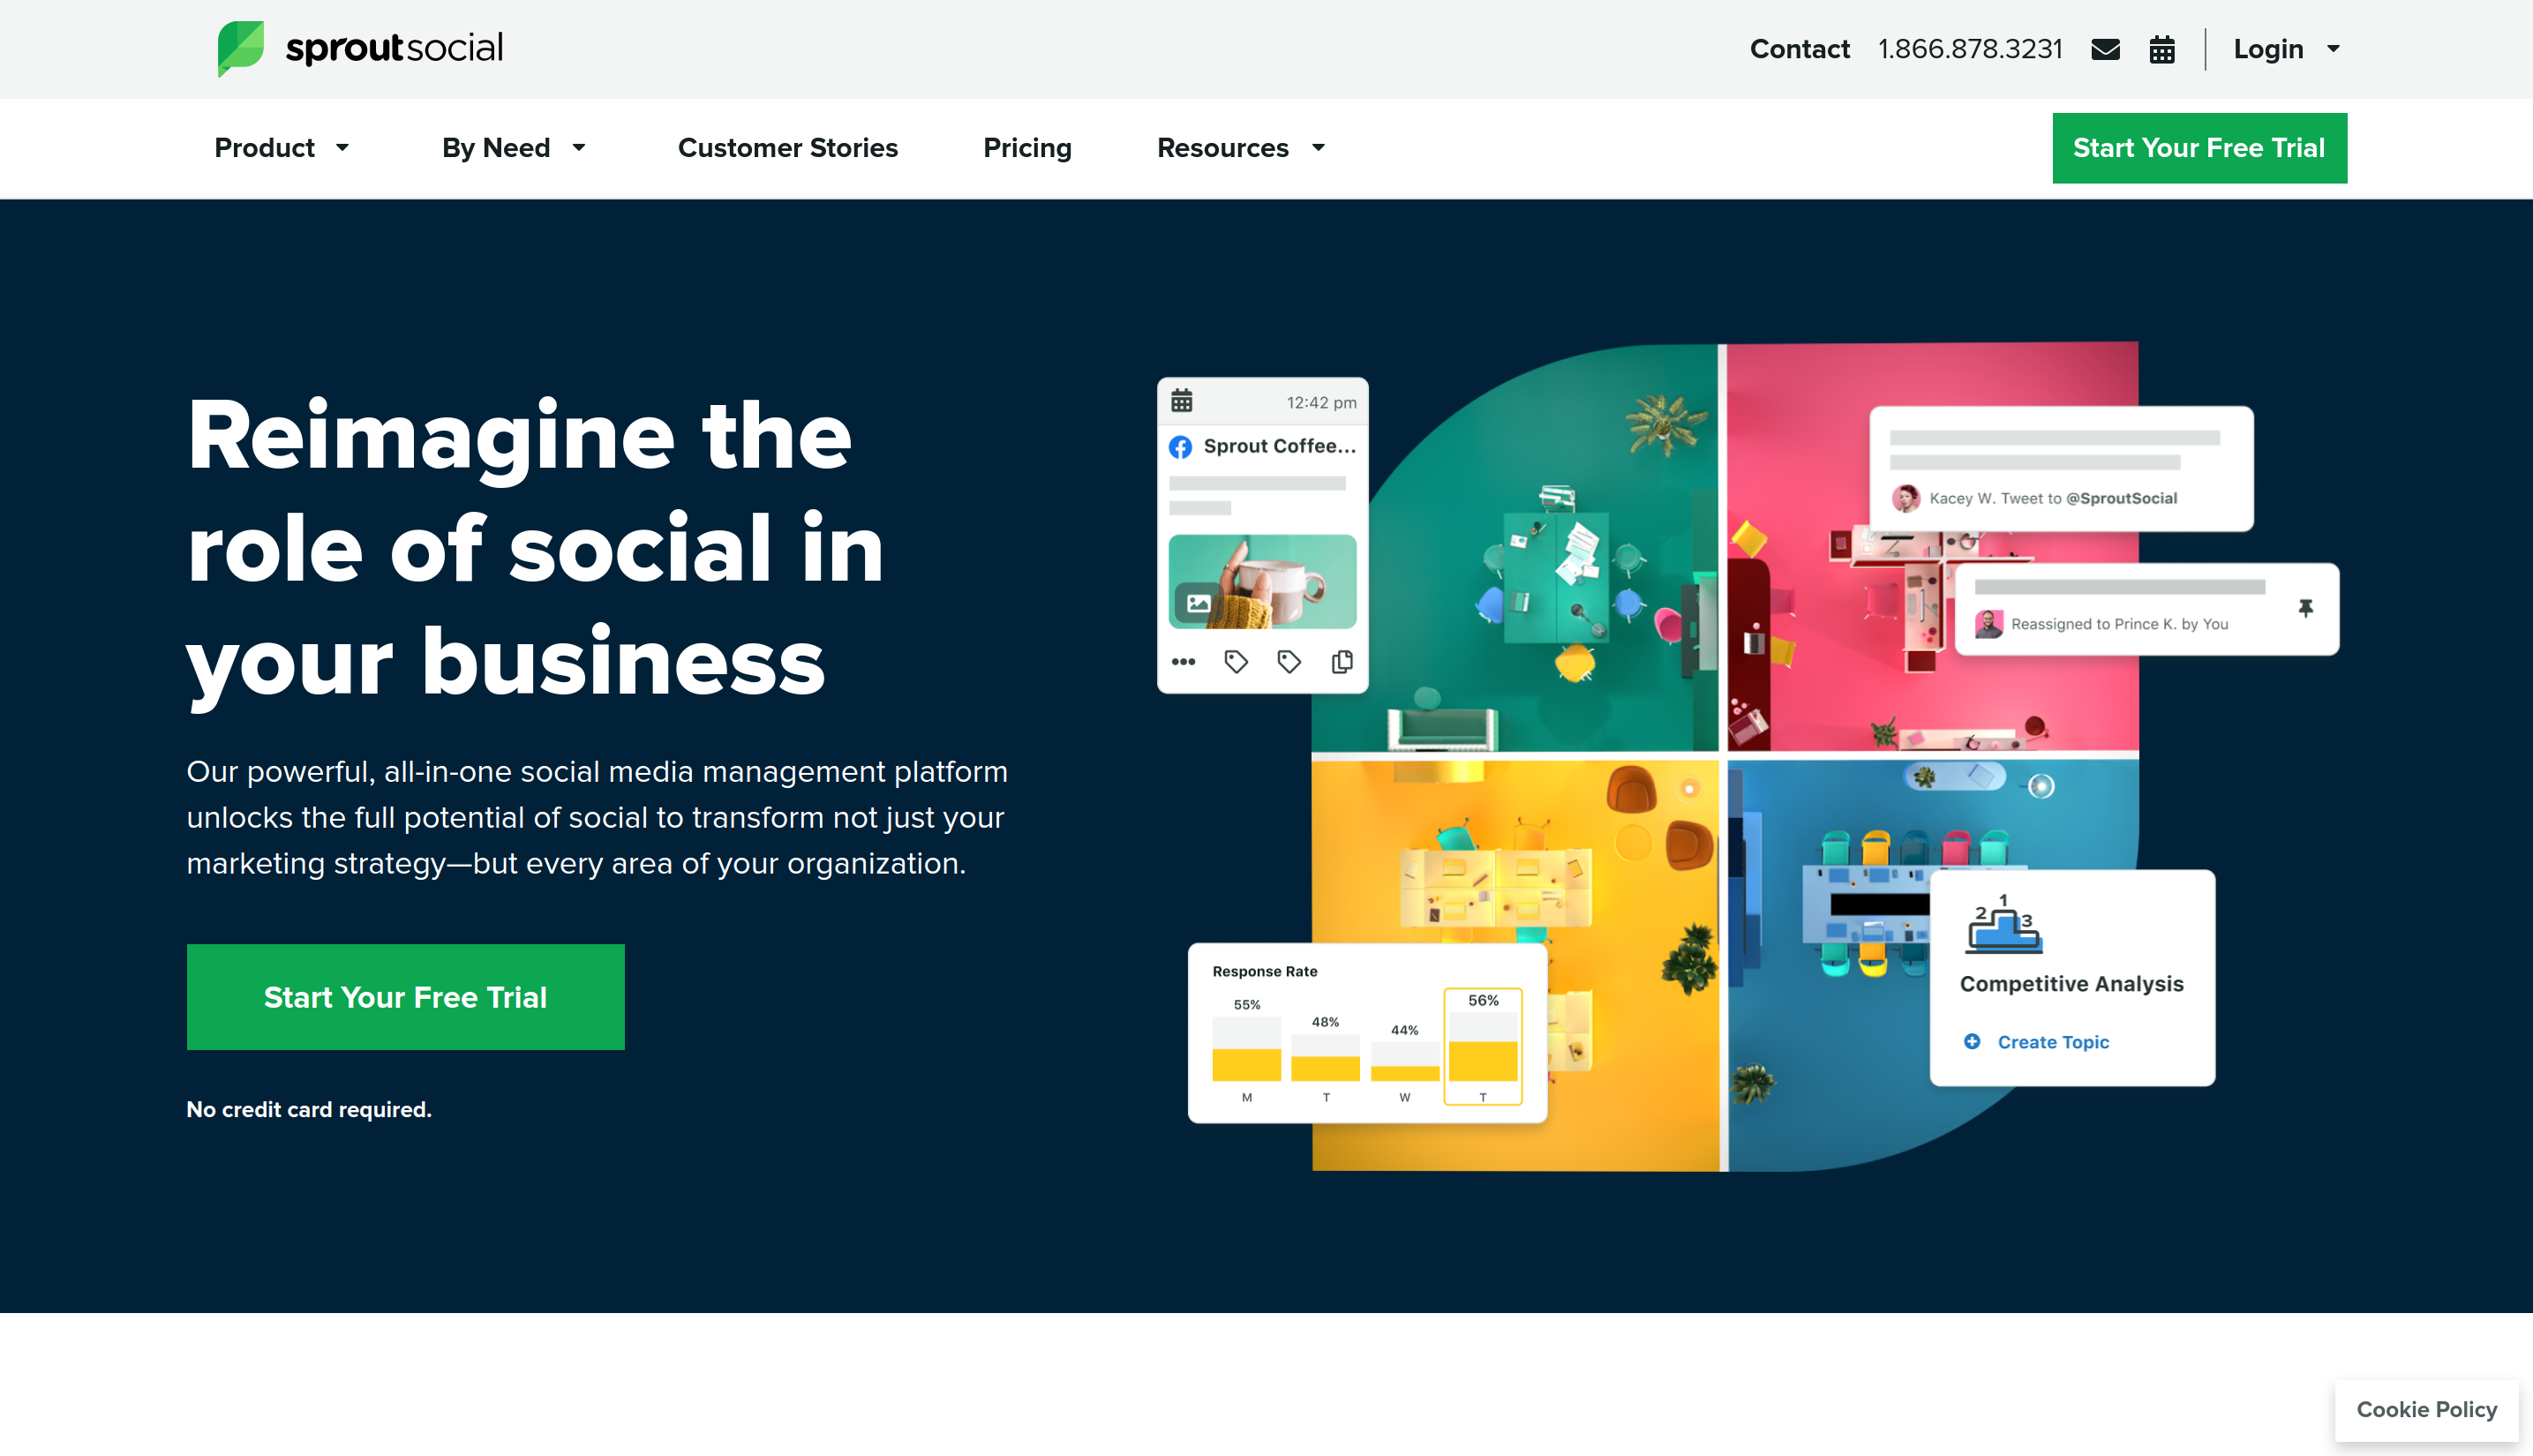 sproutsocial
Contact 1.866.878.3231 Login
Product By Need Customer Stories Pricing Resources Start Your Free Trial
Reimagine the
role of social in
your business
Our powerful, all-in-one social media management platform
unlocks the full potential of social to transform not just your
marketing strategy—but every area of your organization.
Start Your Free Trial
No credit card required.
12:42 pm
Sprout Coffee...
Kacey W. Tweet to @SproutSocial
Reassigned to Prince K. by You
Response Rate
55% 48% 44% 56%
M T W T
2 1 3
Competitive Analysis
Create Topic
Cookie Policy